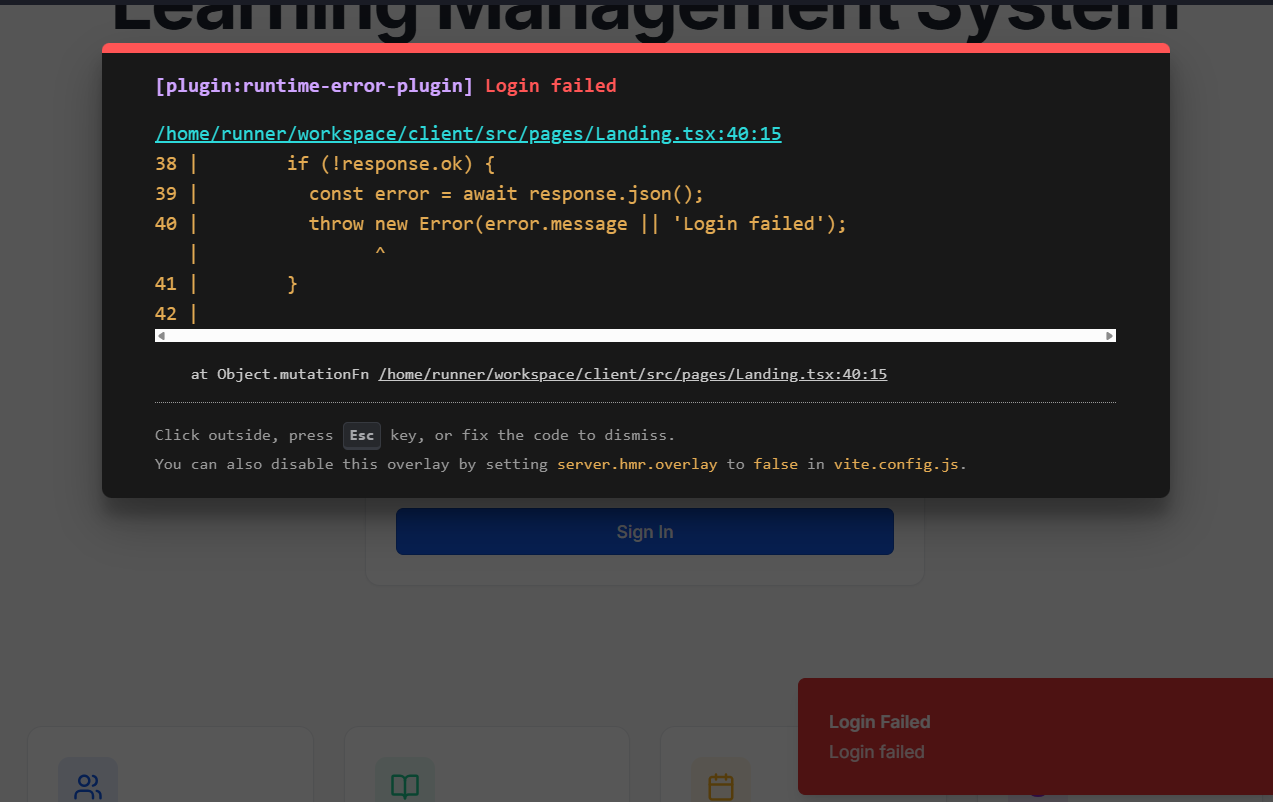 Learning Management System
[plugin:runtime-error-plugin] Login failed
/home/runner/workspace/client/src/pages/Landing.tsx:40:15
38 |        if (!response.ok) {
39 |          const error = await response.json();
40 |          throw new Error(error.message || 'Login failed');
   |                ^
41 |        }
42 |
at Object.mutationFn /home/runner/workspace/client/src/pages/Landing.tsx:40:15
Click outside, press Esc key, or fix the code to dismiss.
You can also disable this overlay by setting server.hmr.overlay to false in vite.config.js.
Sign In
Login Failed
Login failed